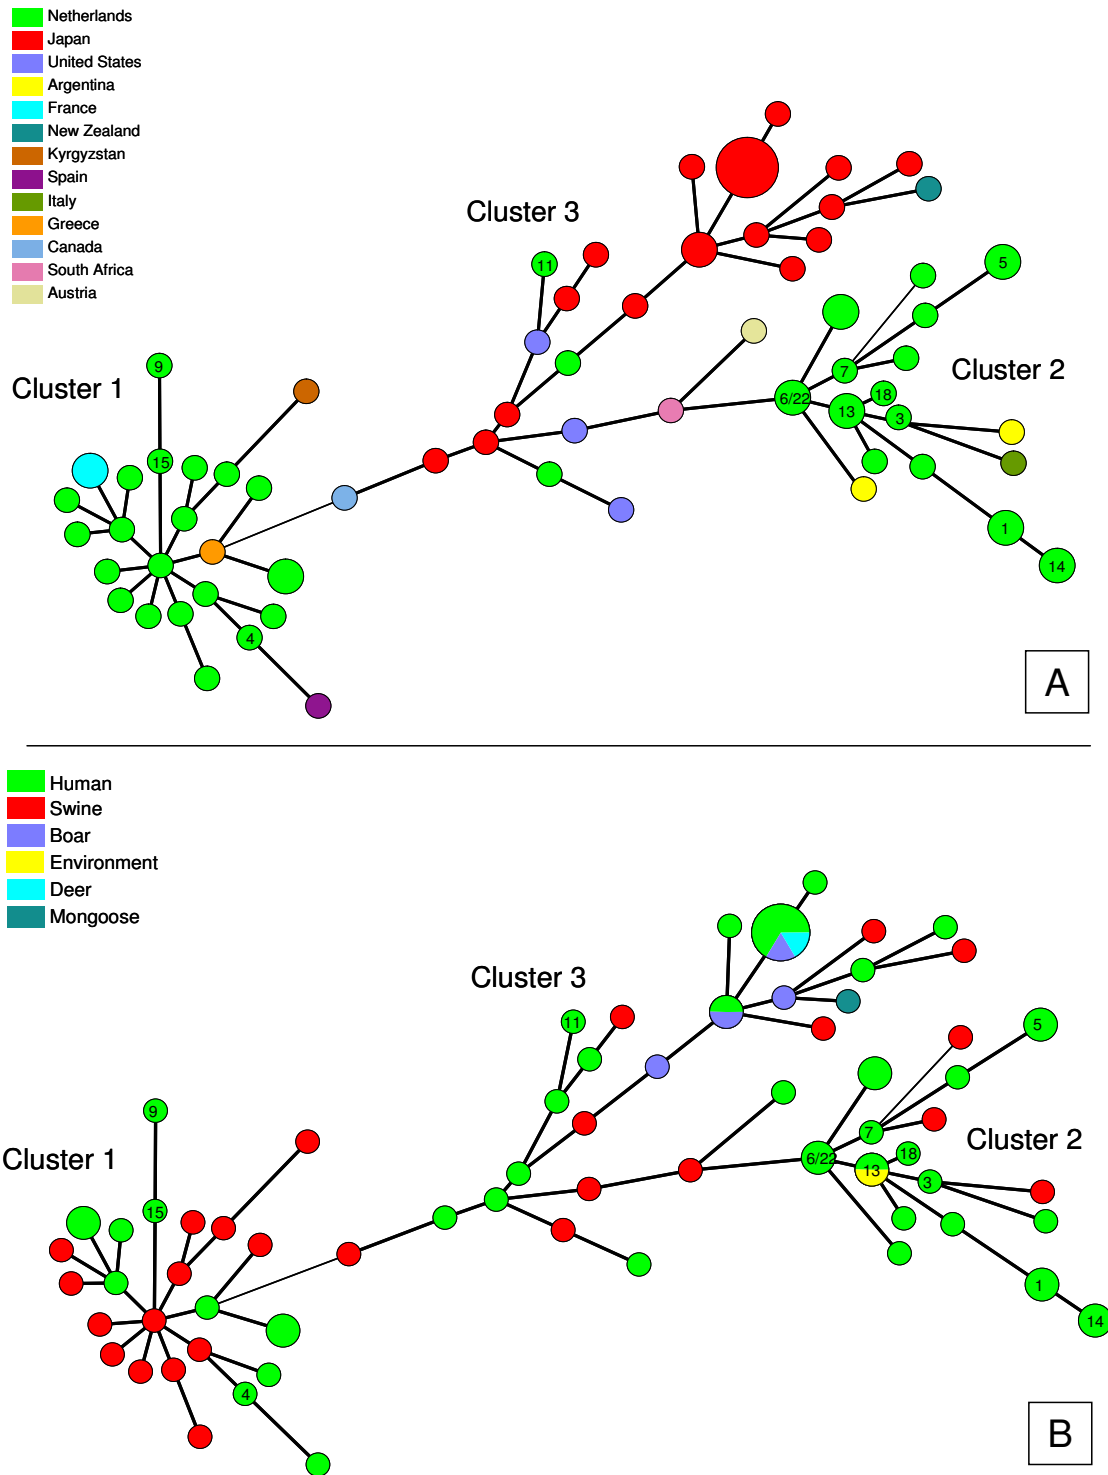 Netherlands
Japan
United States
Argentina
France
New Zealand
Kyrgyzstan
Spain
Italy
Greece
Canada
South Africa
Austria
Cluster 3
11
5
Cluster 2
7
6/22
18
13
3
Cluster 1
9
15
1
14
4
A
Human
Swine
Boar
Environment
Deer
Mongoose
Cluster 3
11
5
Cluster 2
7
6/22
18
13
3
Cluster 1
9
15
1
14
4
B